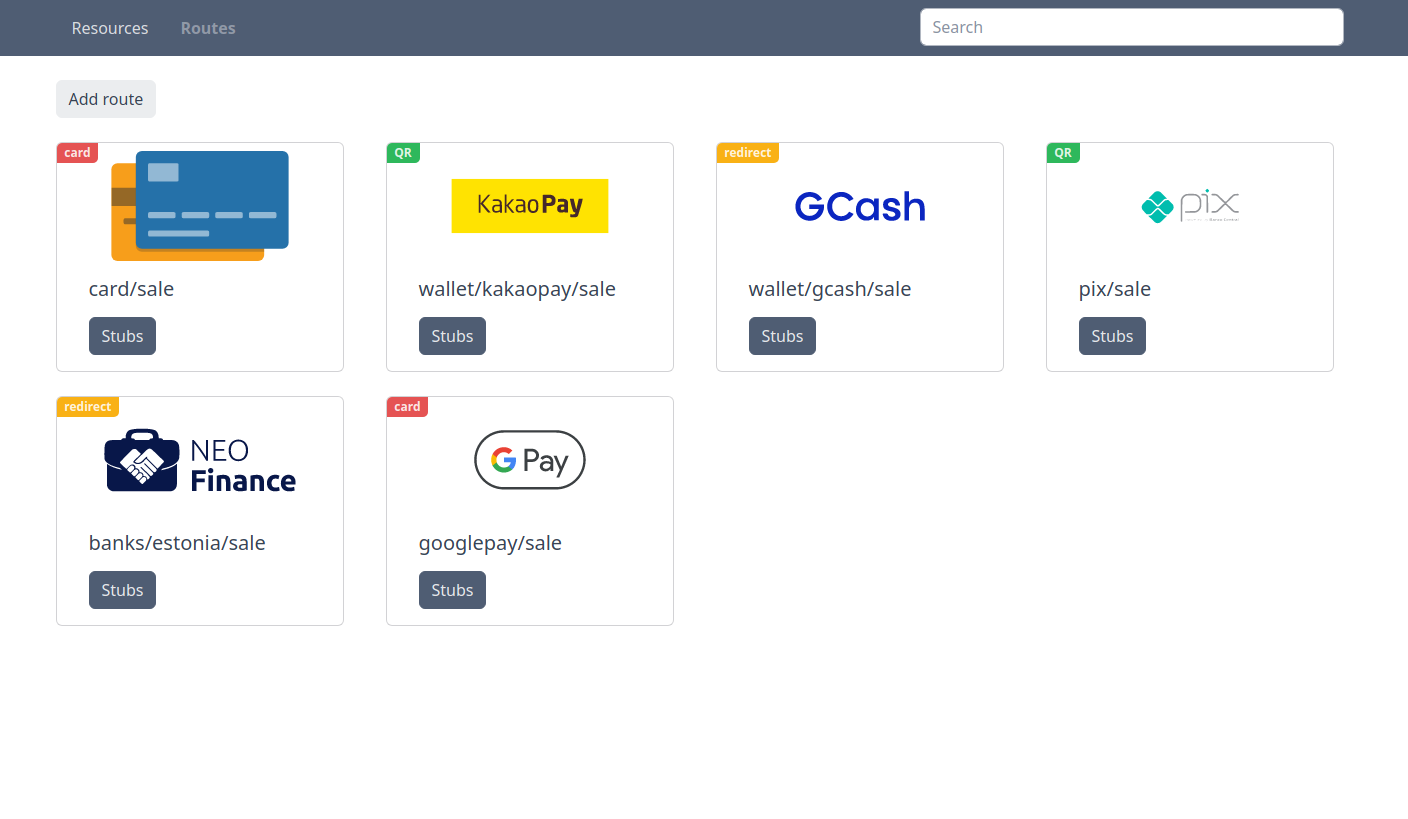 Resources
Routes
Search
Add route
card
card/sale
Stubs
QR
KakaoPay
wallet/kakaopay/sale
Stubs
redirect
GCash
wallet/gcash/sale
Stubs
QR
pix
pix/sale
Stubs
redirect
NEO
Finance
banks/estonia/sale
Stubs
card
G Pay
googlepay/sale
Stubs